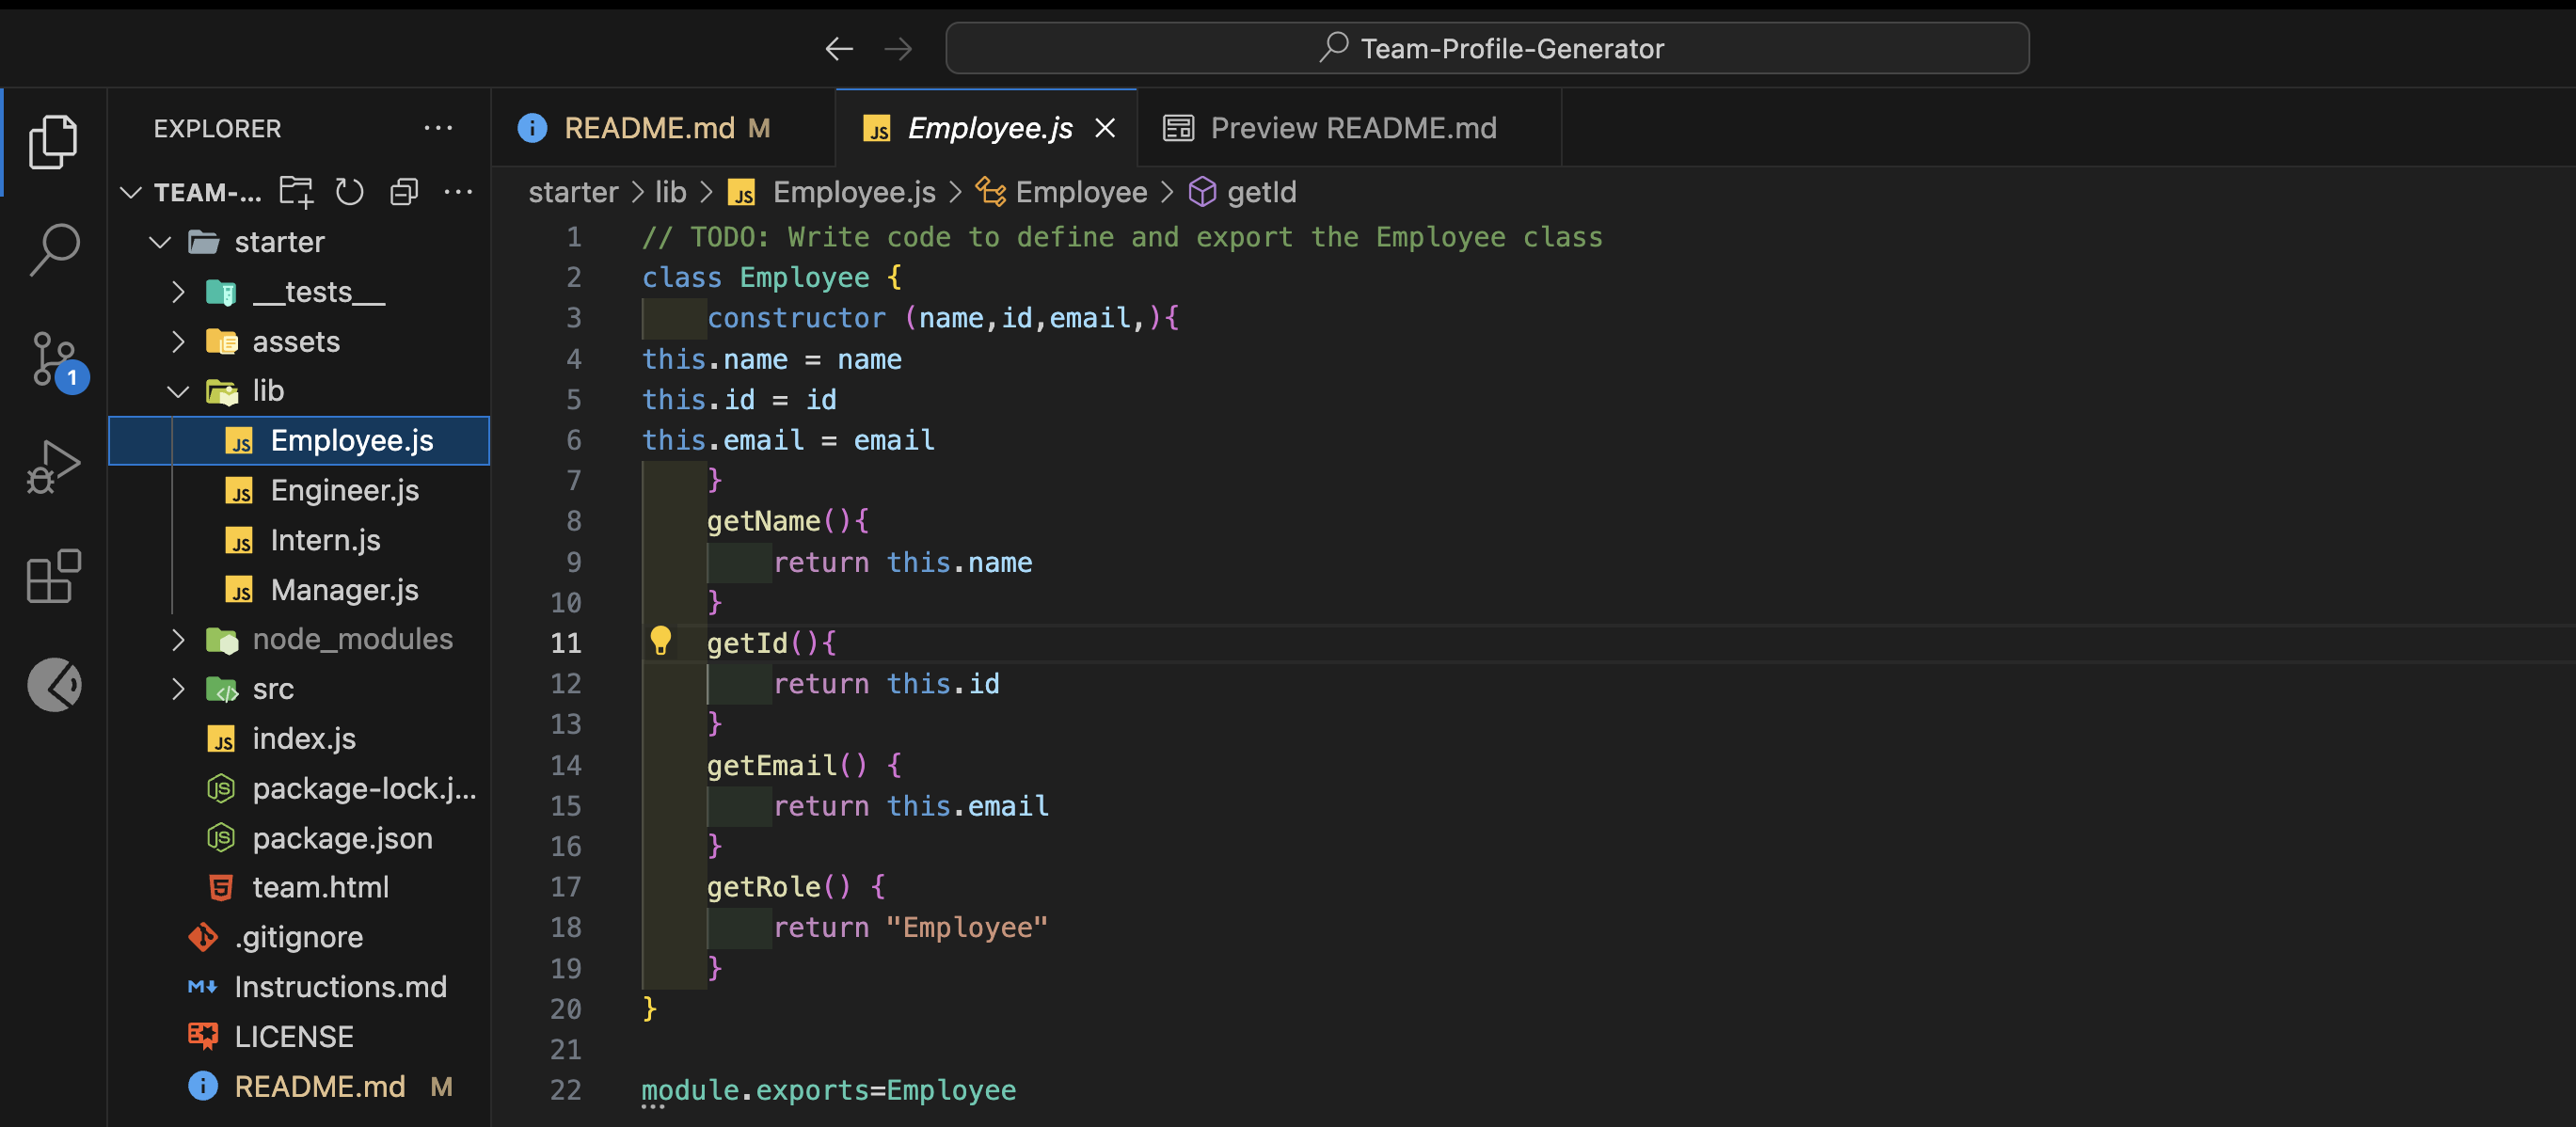 Team-Profile-Generator
EXPLORER
TEAM-...
starter
__tests__
assets
lib
Employee.js
Engineer.js
Intern.js
Manager.js
node_modules
src
index.js
package-lock.j...
package.json
team.html
.gitignore
Instructions.md
LICENSE
README.md M
1
README.md M
Employee.js
Preview README.md
starter > lib > JS Employee.js > Employee > getId
1 // TODO: Write code to define and export the Employee class
2 class Employee {
3     constructor (name,id,email,){
4 this.name = name
5 this.id = id
6 this.email = email
7     }
8     getName(){
9         return this.name
10     }
11     getId(){
12         return this.id
13     }
14     getEmail() {
15         return this.email
16     }
17     getRole() {
18         return "Employee"
19     }
20 }
21
22 module.exports=Employee